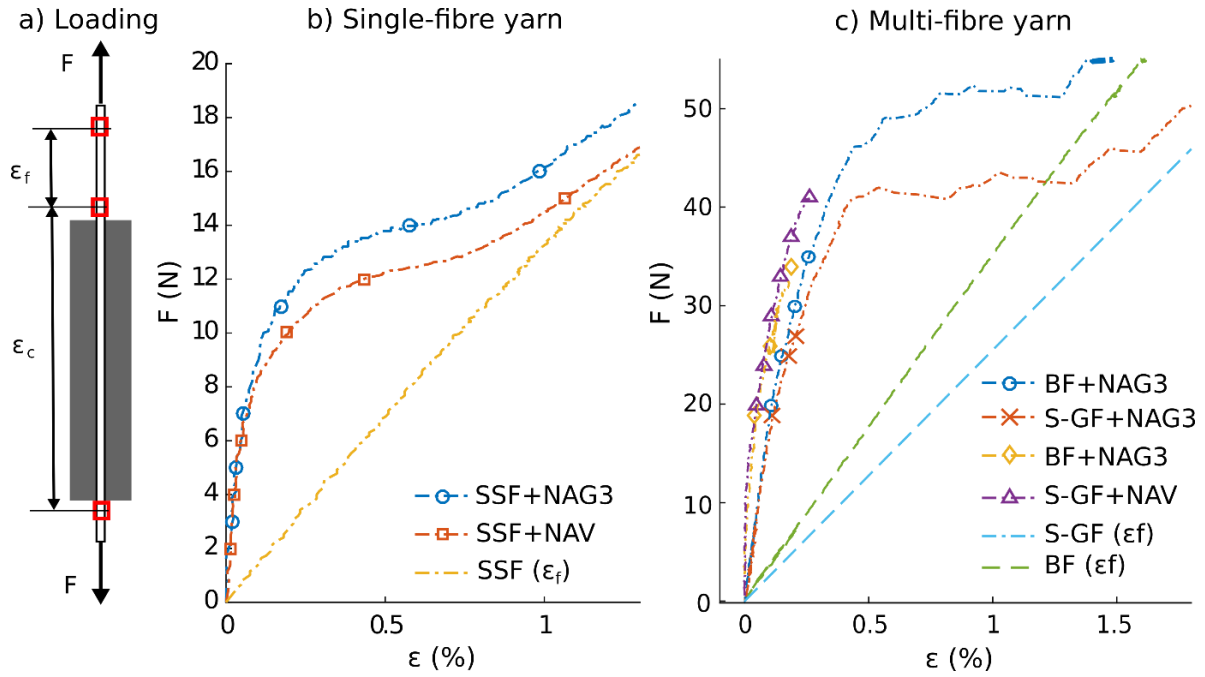 a) Loading
F
εf
εc
F
b) Single-fibre yarn
20
18
16
14
12
10
8
6
4
2
0
F (N)
0
0.5
1
ε (%)
SSF+NAG3
SSF+NAV
SSF (εf)
c) Multi-fibre yarn
50
40
30
20
10
0
F (N)
0
0.5
1
1.5
ε (%)
BF+NAG3
S-GF+NAG3
BF+NAG3
S-GF+NAV
S-GF (εf)
BF (εf)